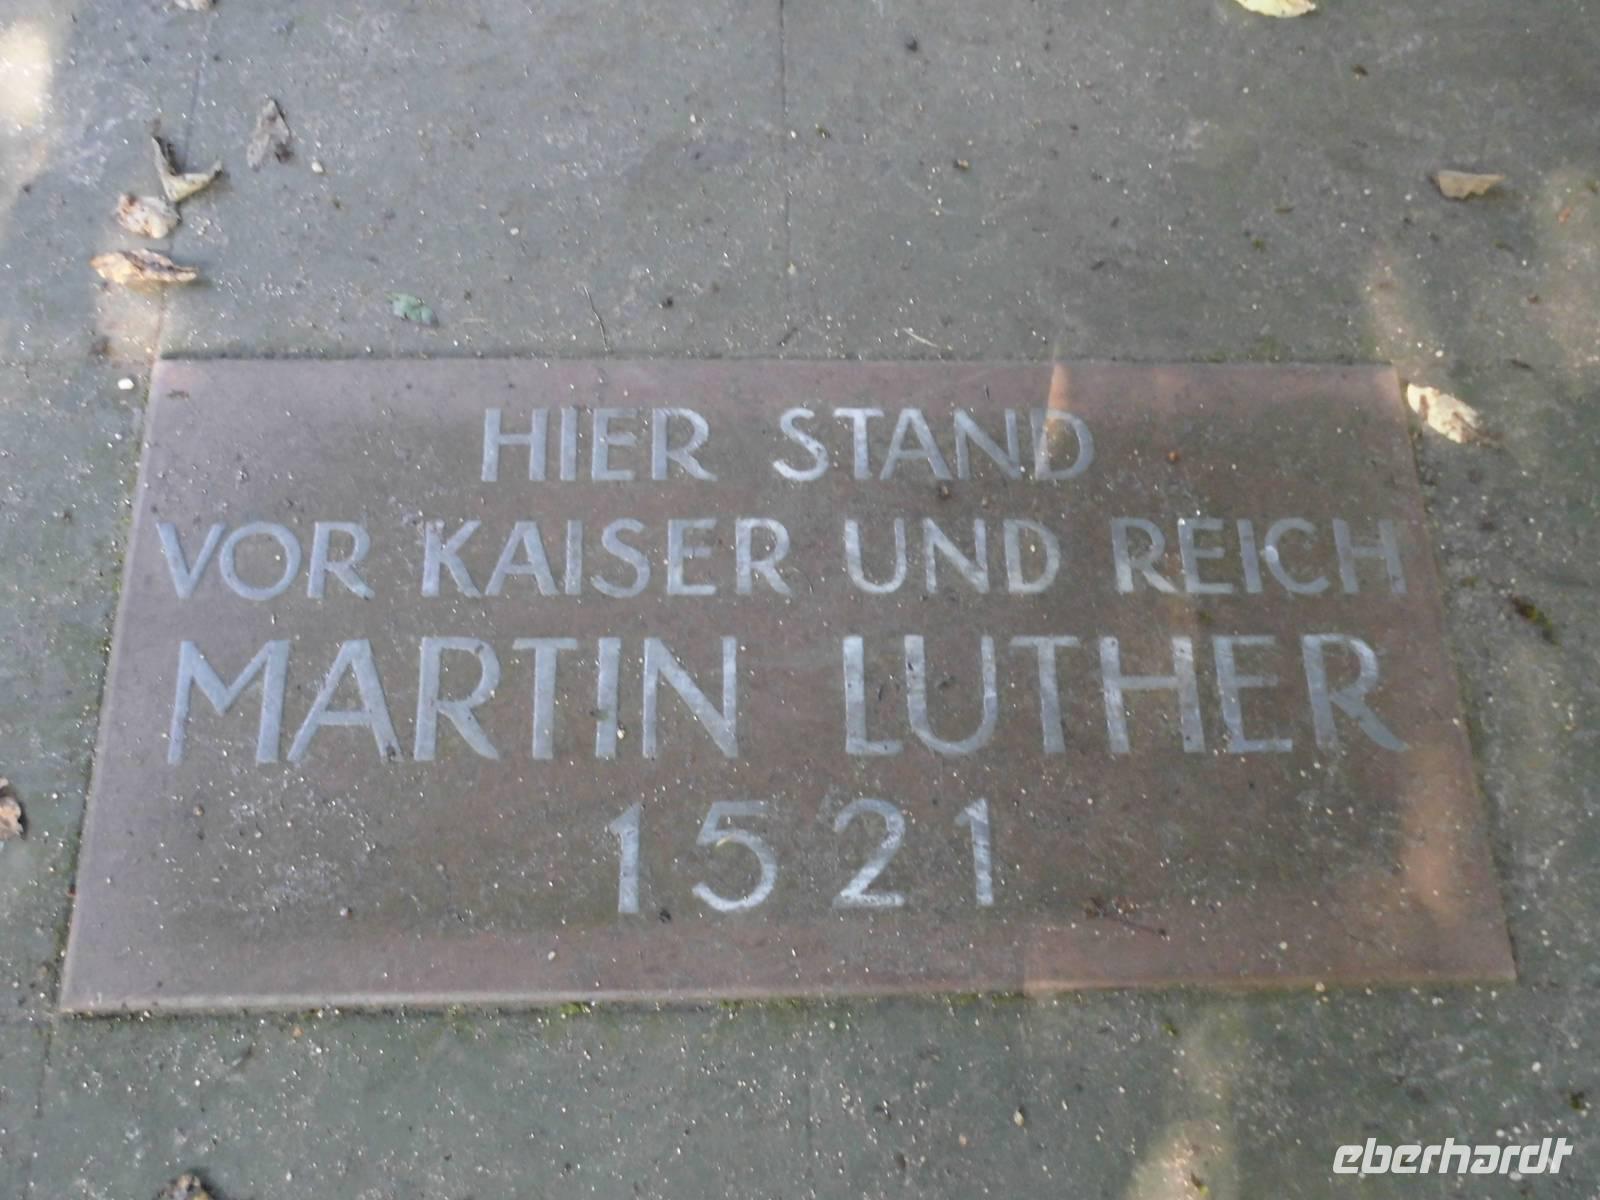 HIER STAND
VOR KAISER UND REICH
MARTIN LUTHER
1521
eberhardt